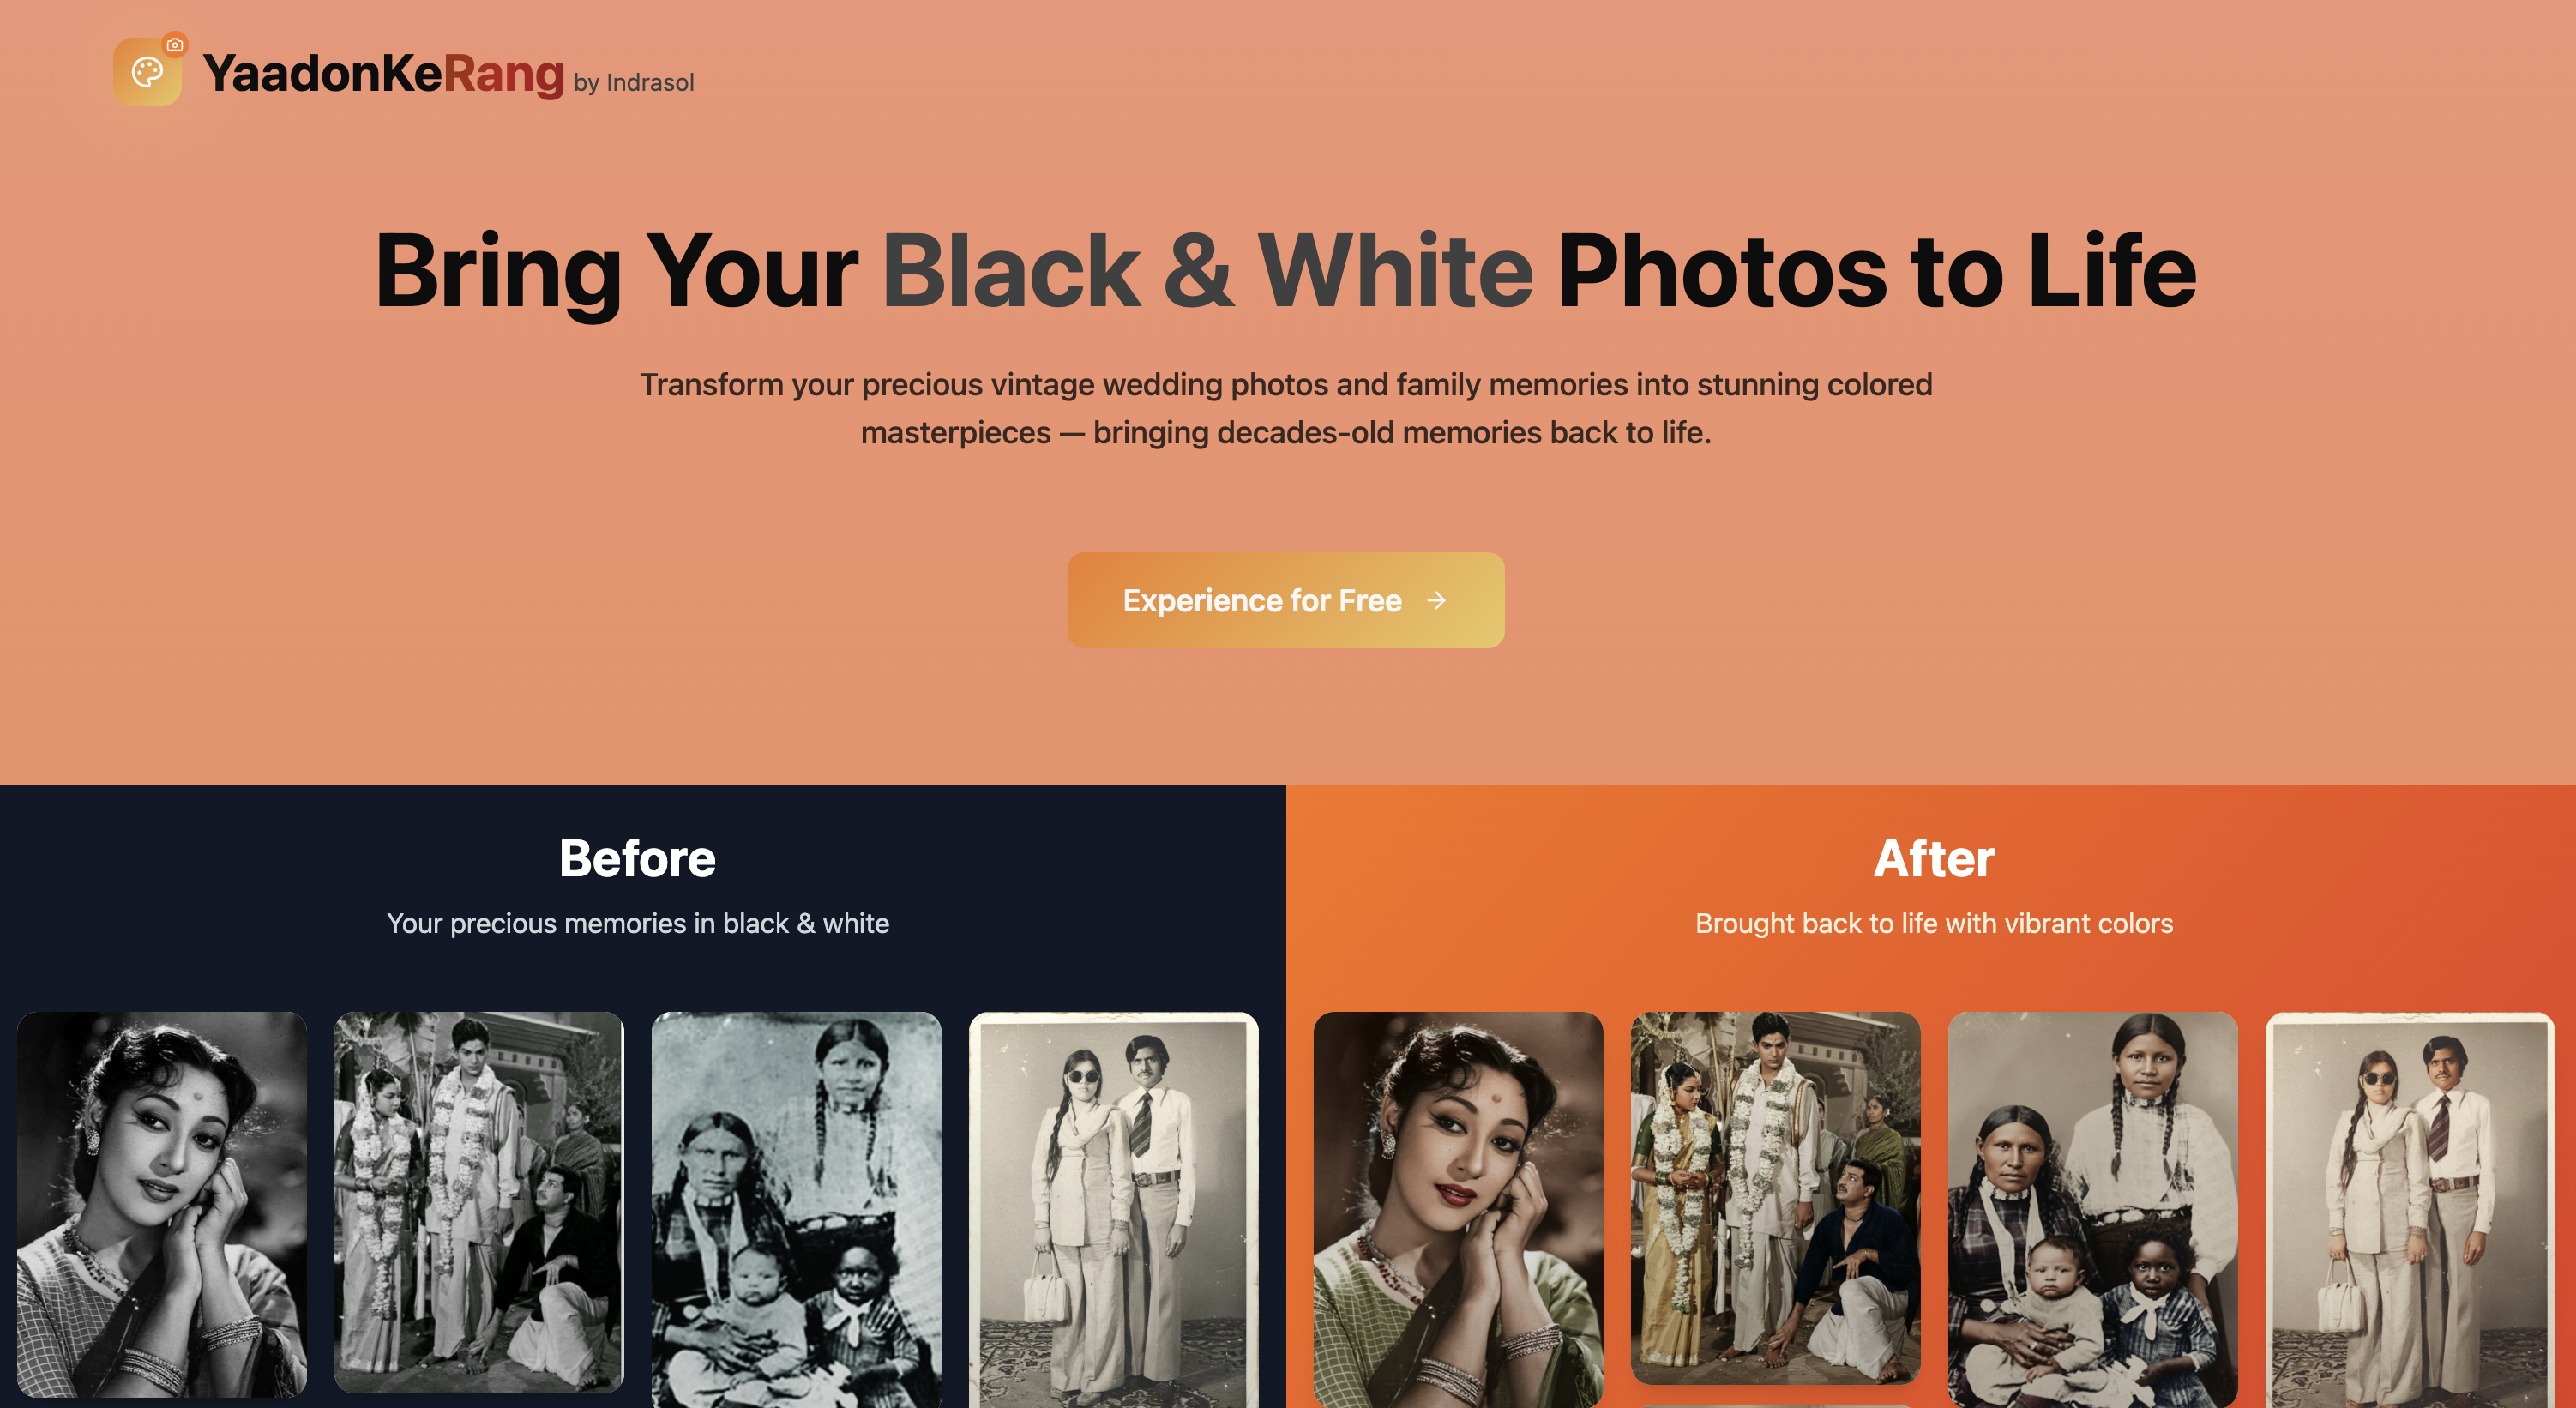 YaadonKeRang by Indrasol
Bring Your Black & White Photos to Life
Transform your precious vintage wedding photos and family memories into stunning colored
masterpieces — bringing decades-old memories back to life.
Experience for Free →
Before
Your precious memories in black & white
After
Brought back to life with vibrant colors